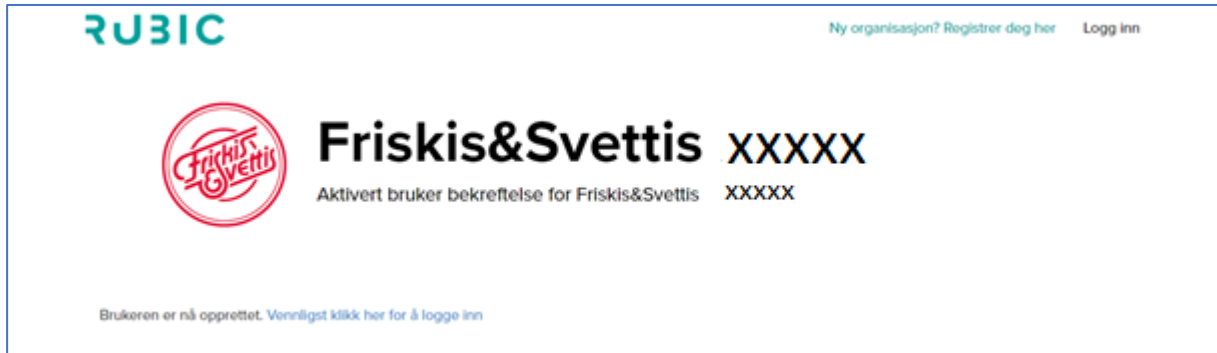 RUBIC
Ny organisasjon? Registrer deg her Logg inn
Friskis
&Svettis
Friskis&Svettis XXXXX
Aktivert bruker bekreftelse for Friskis&Svettis XXXXX
Brukeren er nå opprettet. Vennligst klikk her for å logge inn